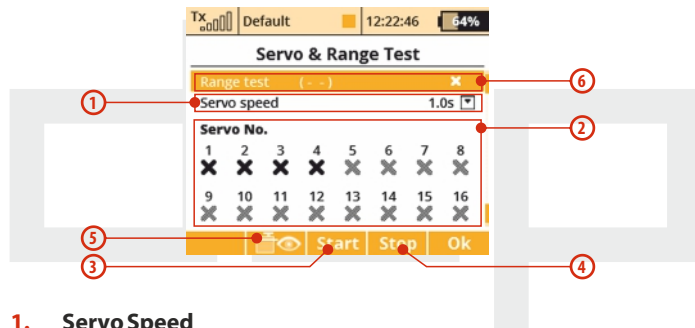 Tx Default 12:22:46 64%
Servo & Range Test
Range test (--)
6
1
Servo speed 1.0s
2
Servo No.
1 2 3 4 5 6 7 8
9 10 11 12 13 14 15 16
5
Start Stop Ok
3
4
1. Servo Speed